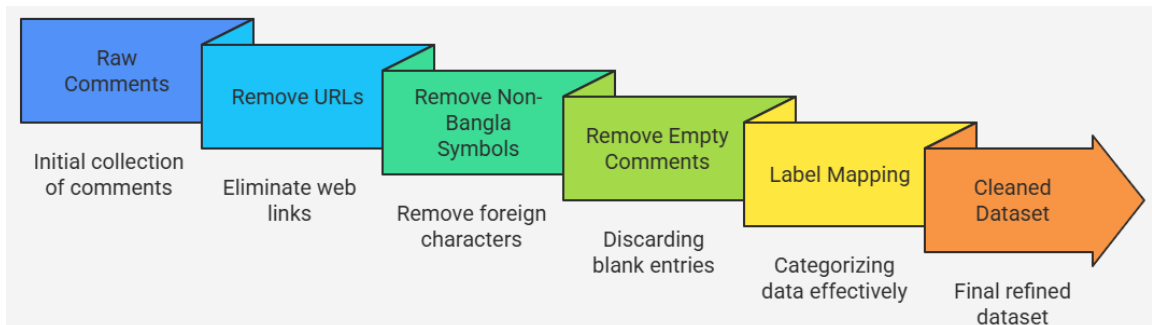 Raw
Comments
Initial collection
of comments
Remove URLs
Eliminate web
links
Remove Non-
Bangla
Symbols
Remove foreign
characters
Remove Empty
Comments
Discarding
blank entries
Label Mapping
Categorizing
data effectively
Cleaned
Dataset
Final refined
dataset